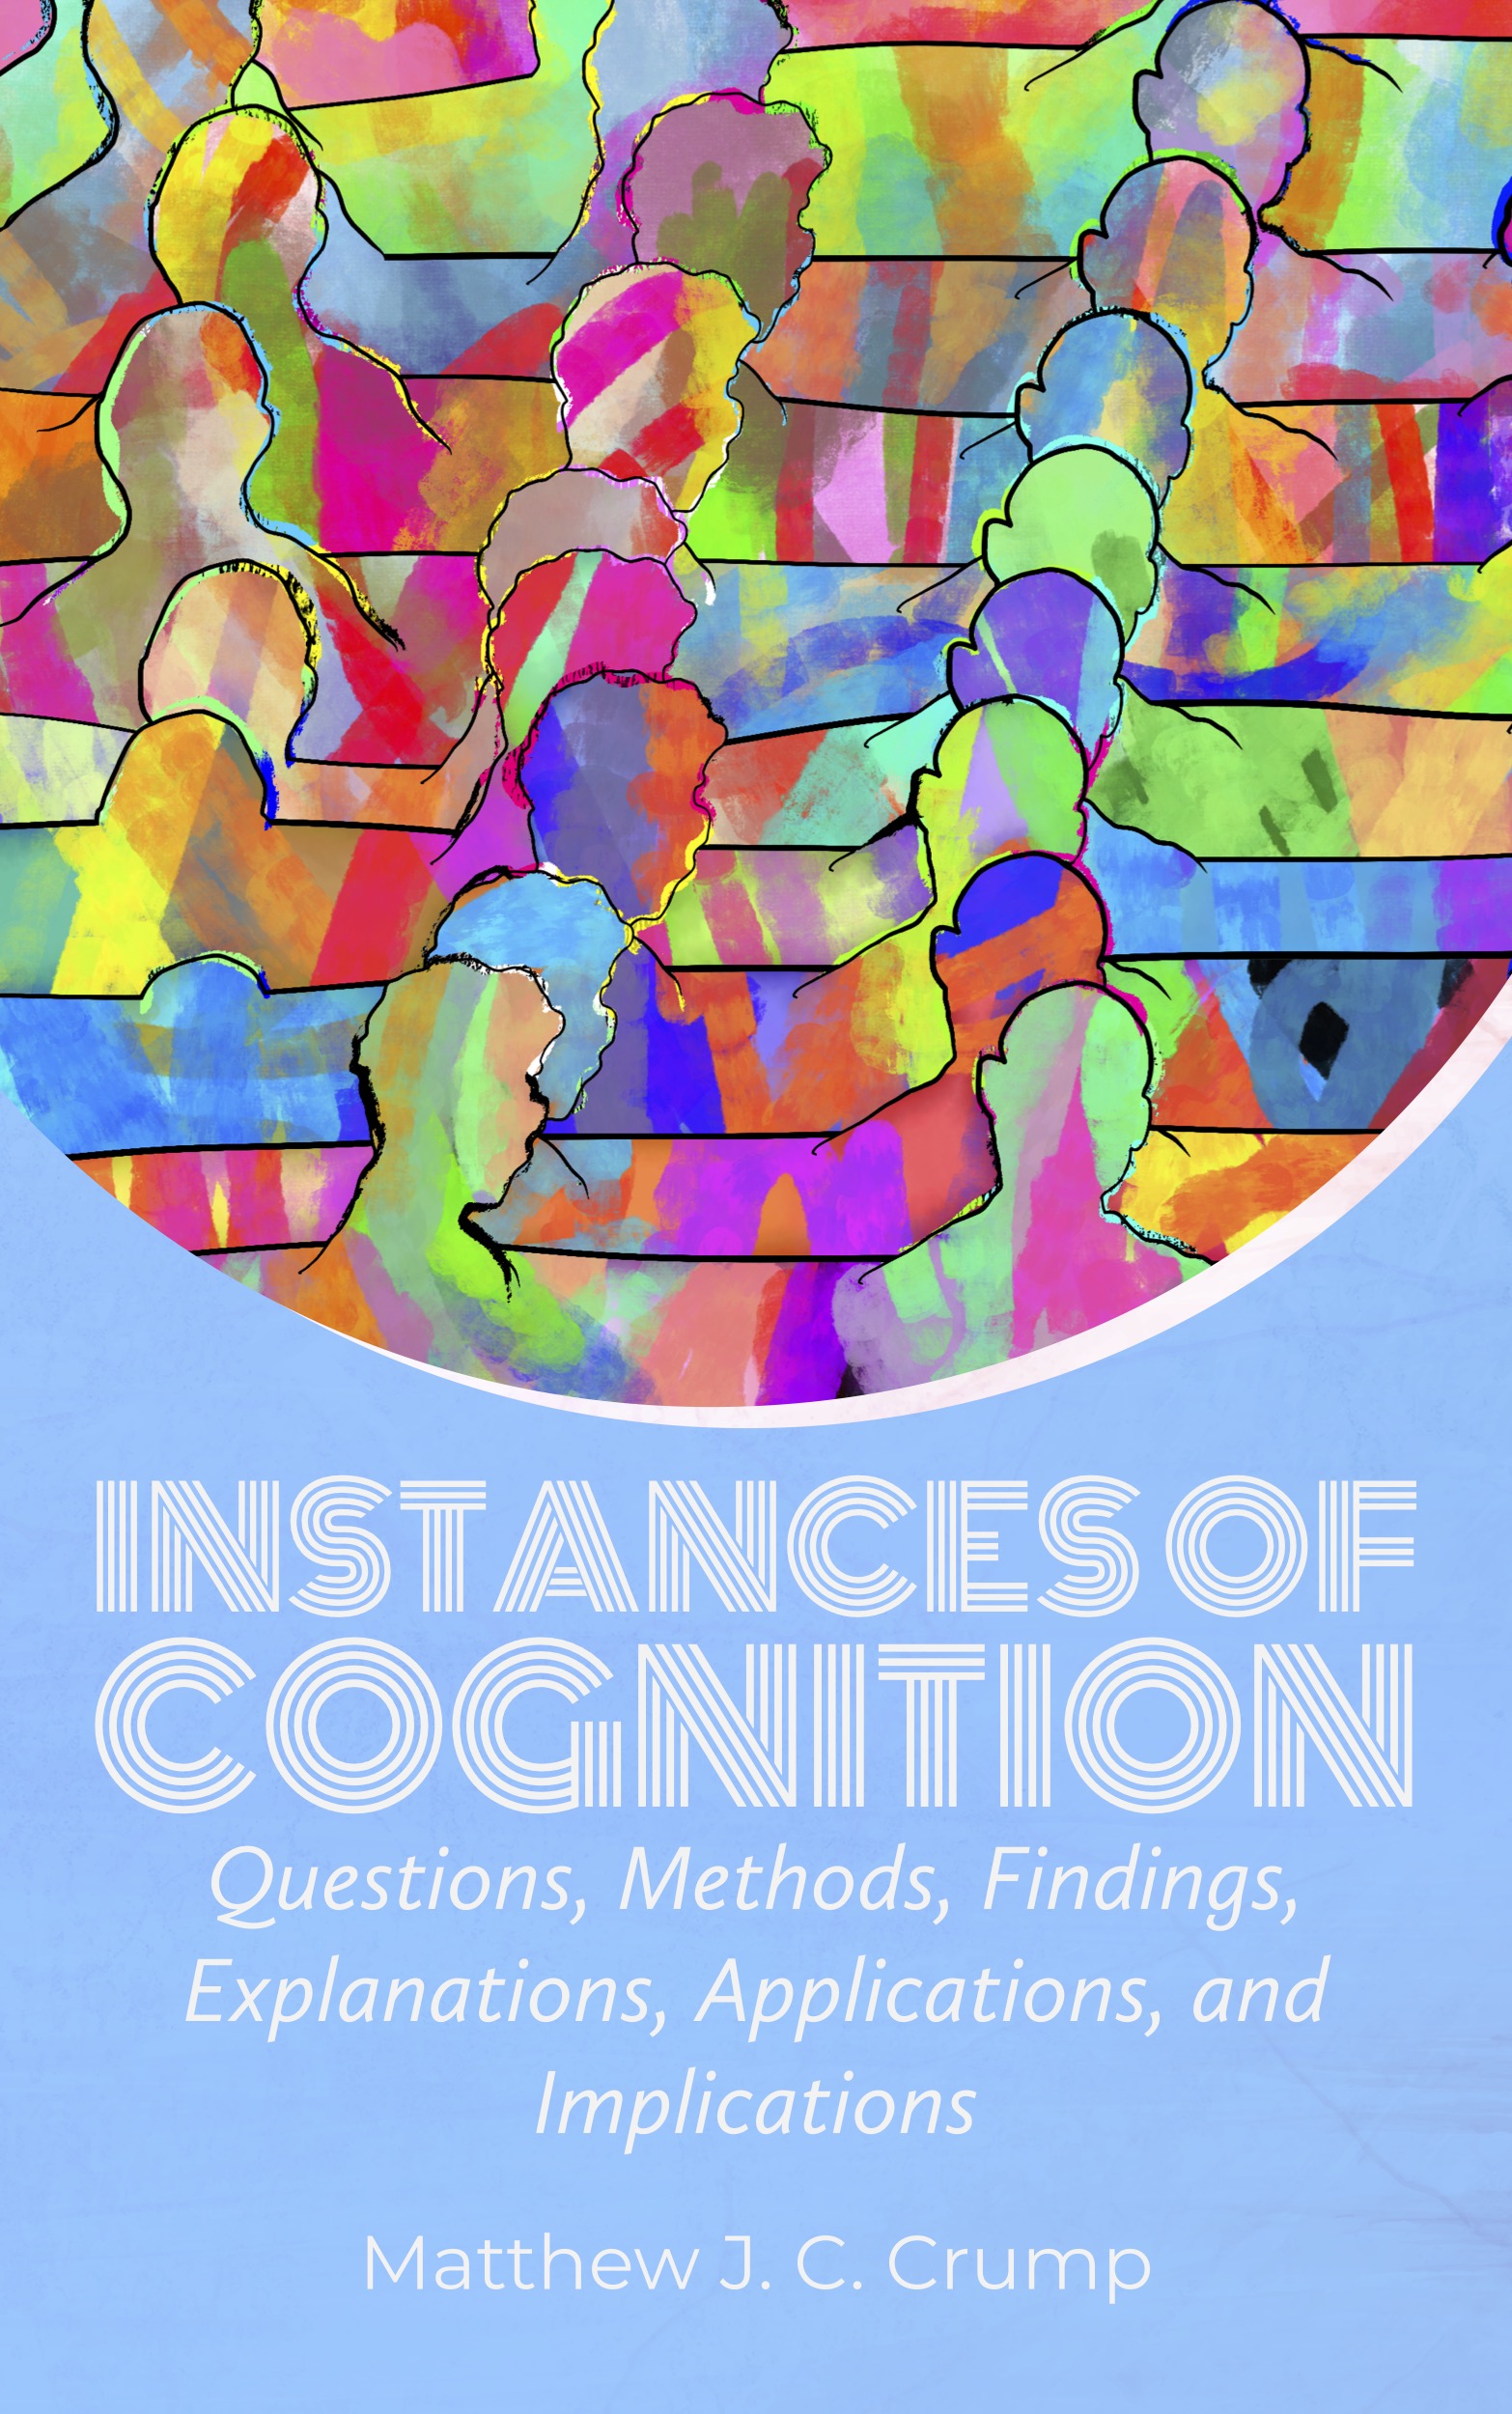 INSTANCES OF
COGNITION
Questions, Methods, Findings,
Explanations, Applications, and
Implications
Matthew J. C. Crump